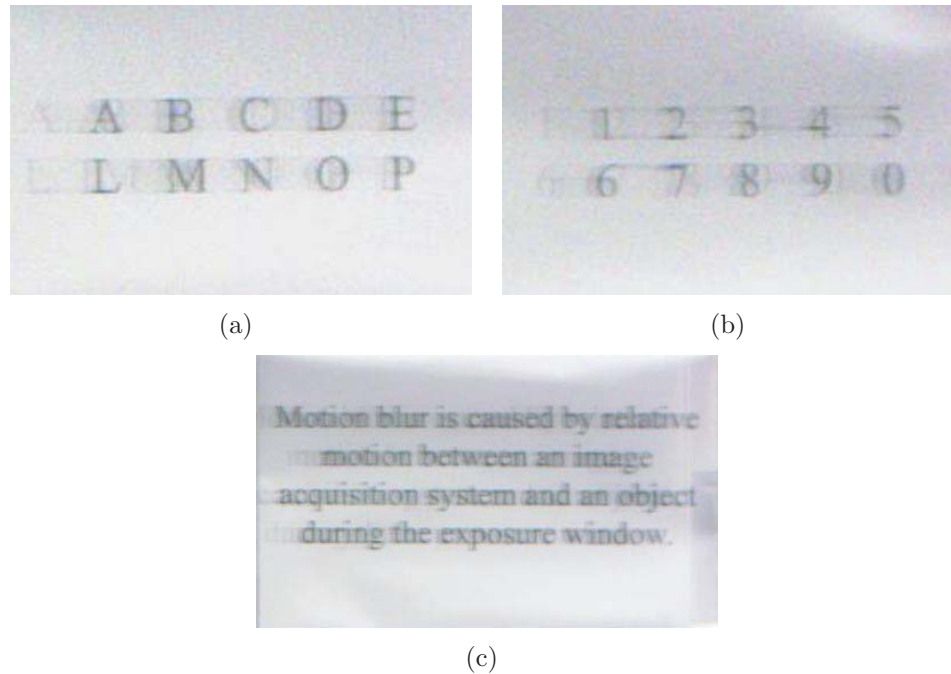 A B C D E
L M N O P
(a)
1 2 3 4 5
6 7 8 9 0
(b)
Motion blur is caused by relative
motion between an image
acquisition system and an object
during the exposure window.
(c)